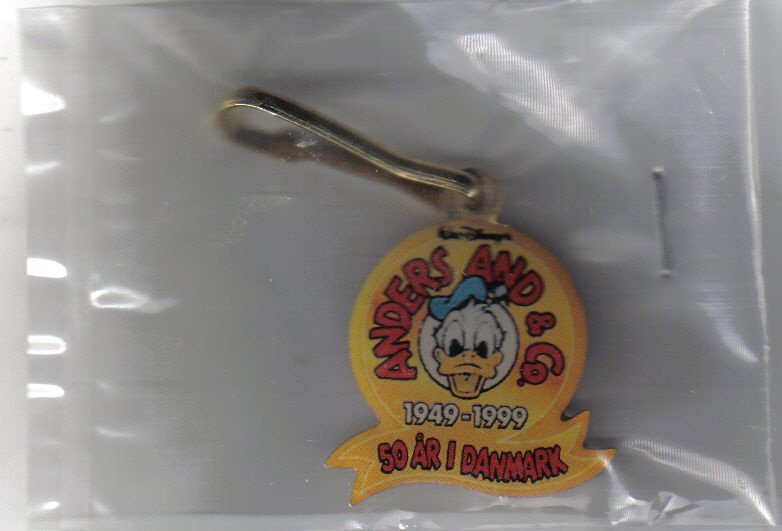 Walt Disney's
ANDERS AND & Co.
1949-1999
50 ÅR I DANMARK